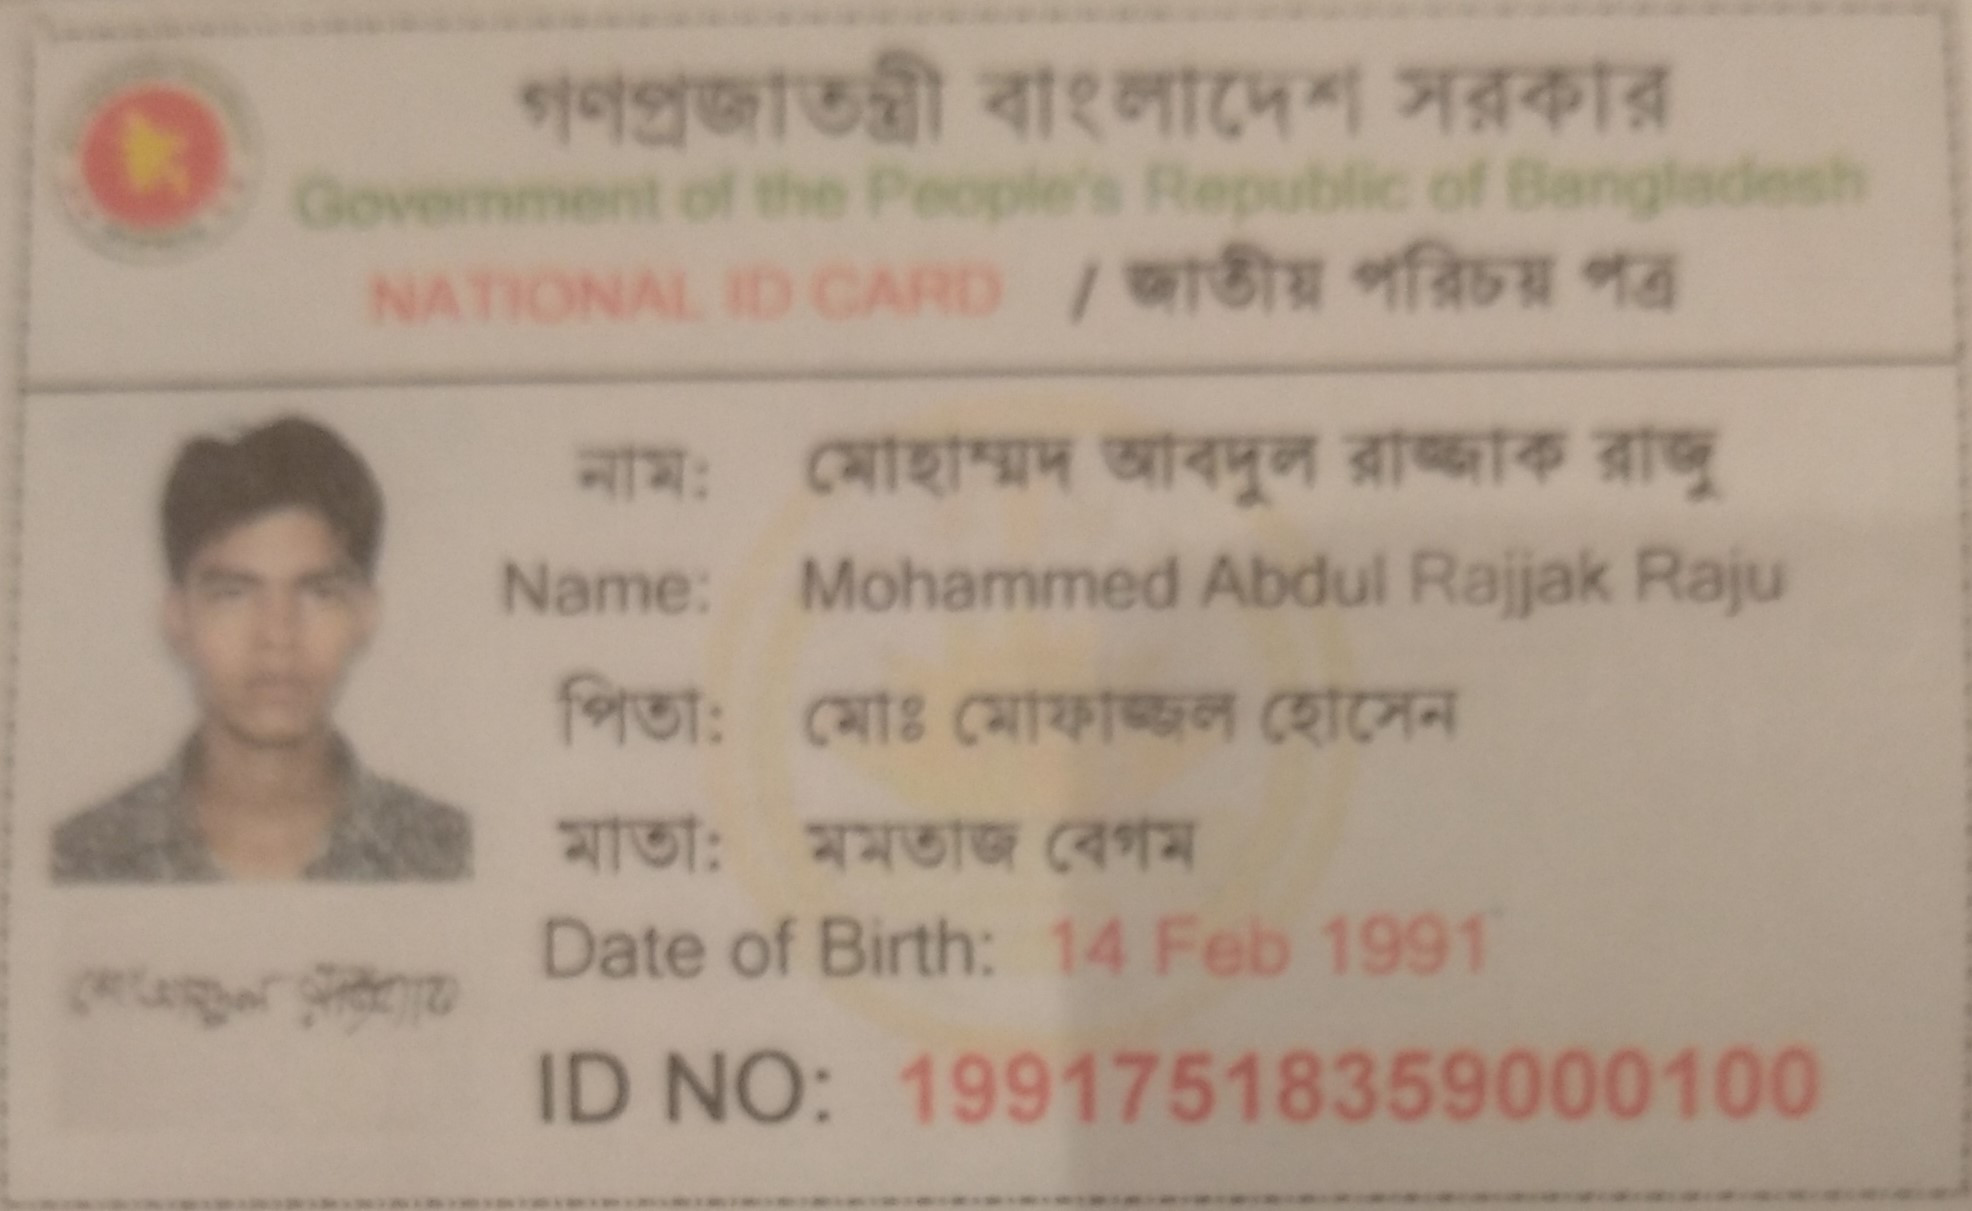 গণপ্রজাতন্ত্রী বাংলাদেশ সরকার
Government of the People's Republic of Bangladesh
NATIONAL ID CARD / জাতীয় পরিচয় পত্র
নাম: মোহাম্মদ আবদুল রাজ্জাক রাজু
Name: Mohammed Abdul Rajjak Raju
পিতা: মোঃ মোফাজ্জল হোসেন
মাতা: মমতাজ বেগম
Date of Birth: 14 Feb 1991
ID NO: 19917518359000100